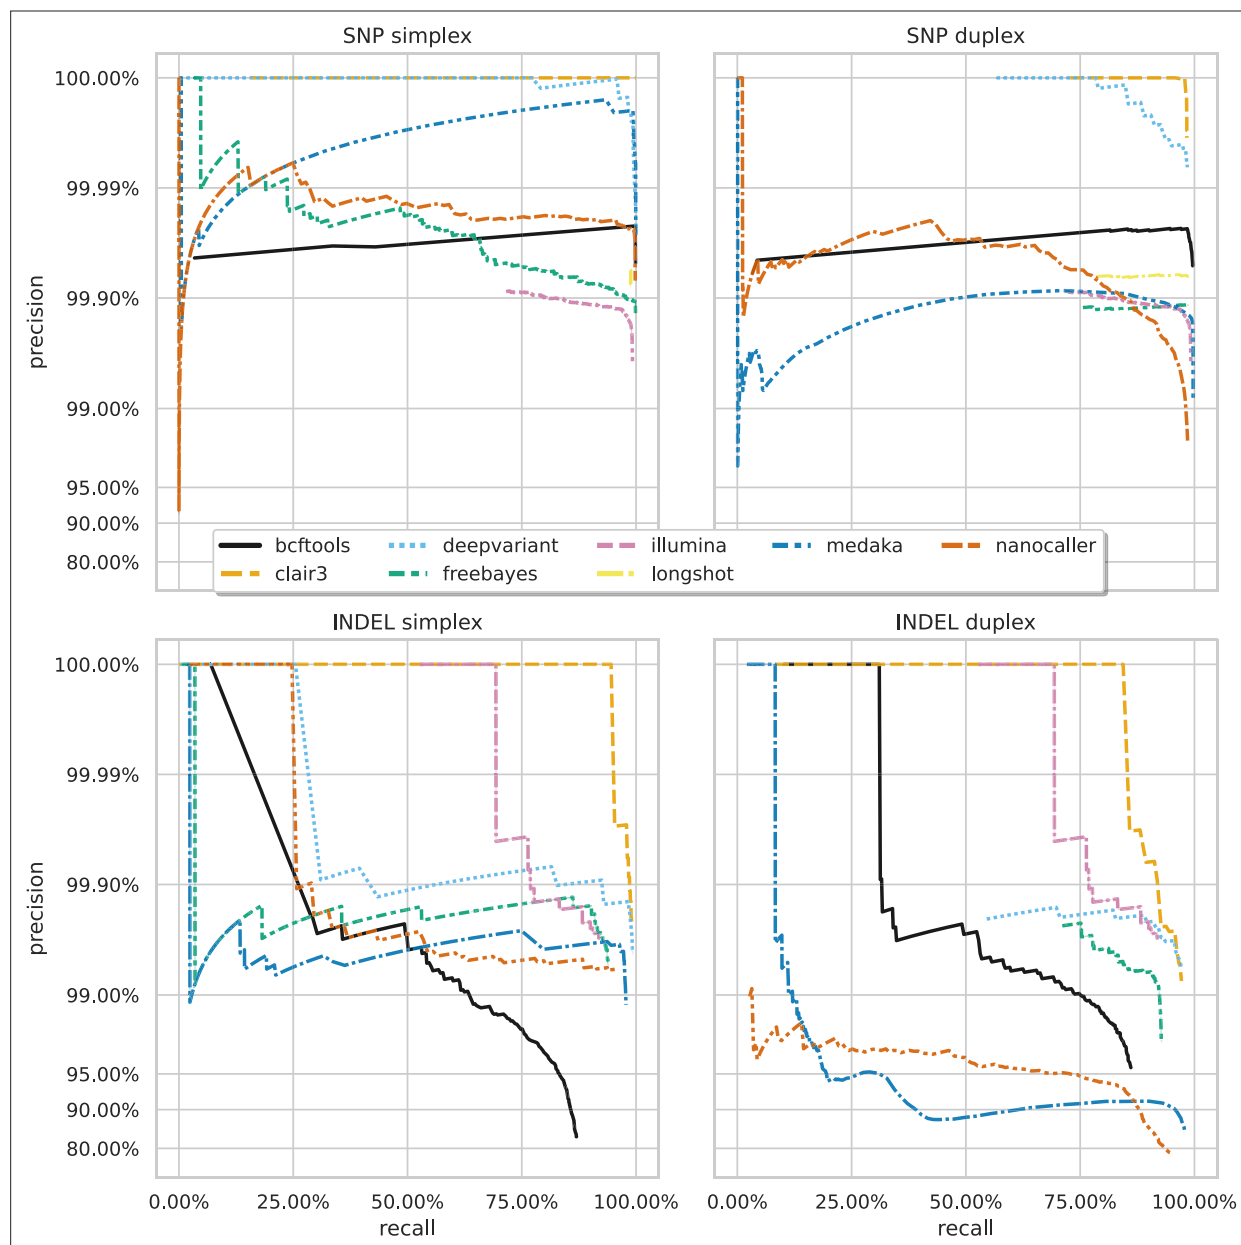 SNP simplex
SNP duplex
100.00%
99.99%
99.90%
99.00%
95.00%
90.00%
80.00%
precision
bcftools
deepvariant
illumina
medaka
nanocaller
clair3
freebayes
longshot
INDEL simplex
INDEL duplex
100.00%
99.99%
99.90%
99.00%
95.00%
90.00%
80.00%
precision
0.00% 25.00% 50.00% 75.00% 100.00%
0.00% 25.00% 50.00% 75.00% 100.00%
recall
recall